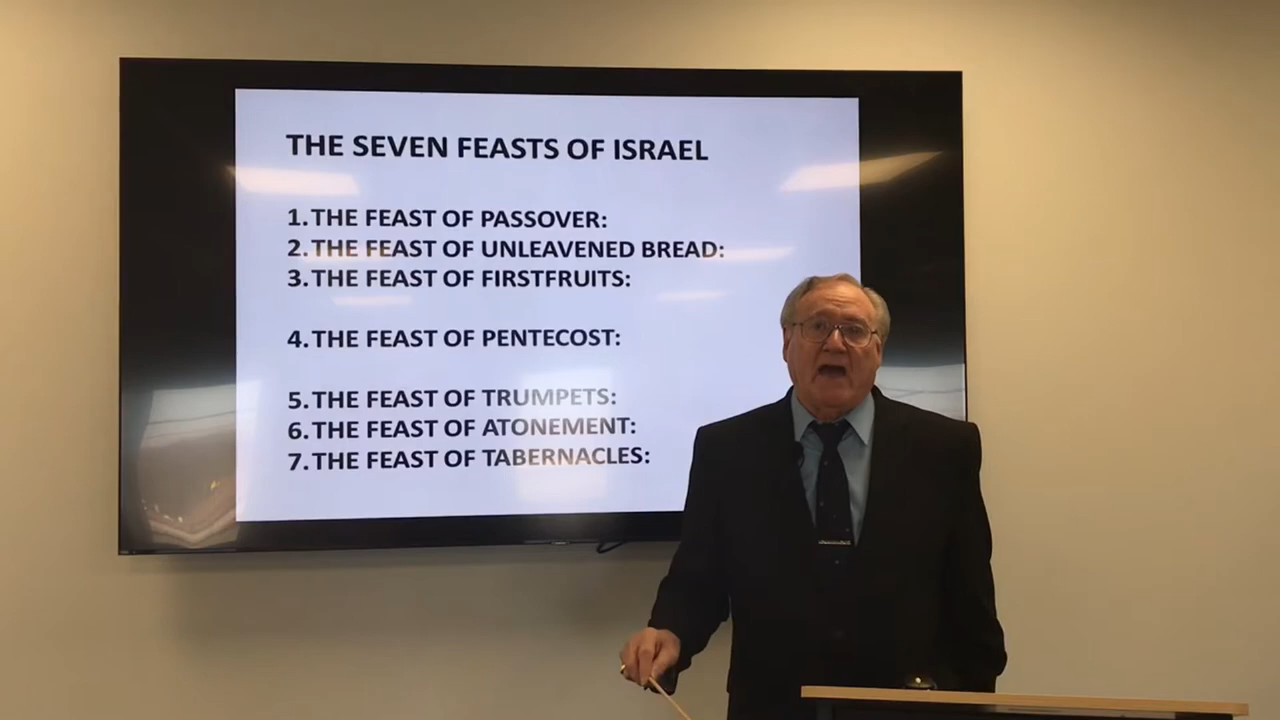 THE SEVEN FEASTS OF ISRAEL
1. THE FEAST OF PASSOVER:
2. THE FEAST OF UNLEAVENED BREAD:
3. THE FEAST OF FIRSTFRUITS:
4. THE FEAST OF PENTECOST:
5. THE FEAST OF TRUMPETS:
6. THE FEAST OF ATONEMENT:
7. THE FEAST OF TABERNACLES: